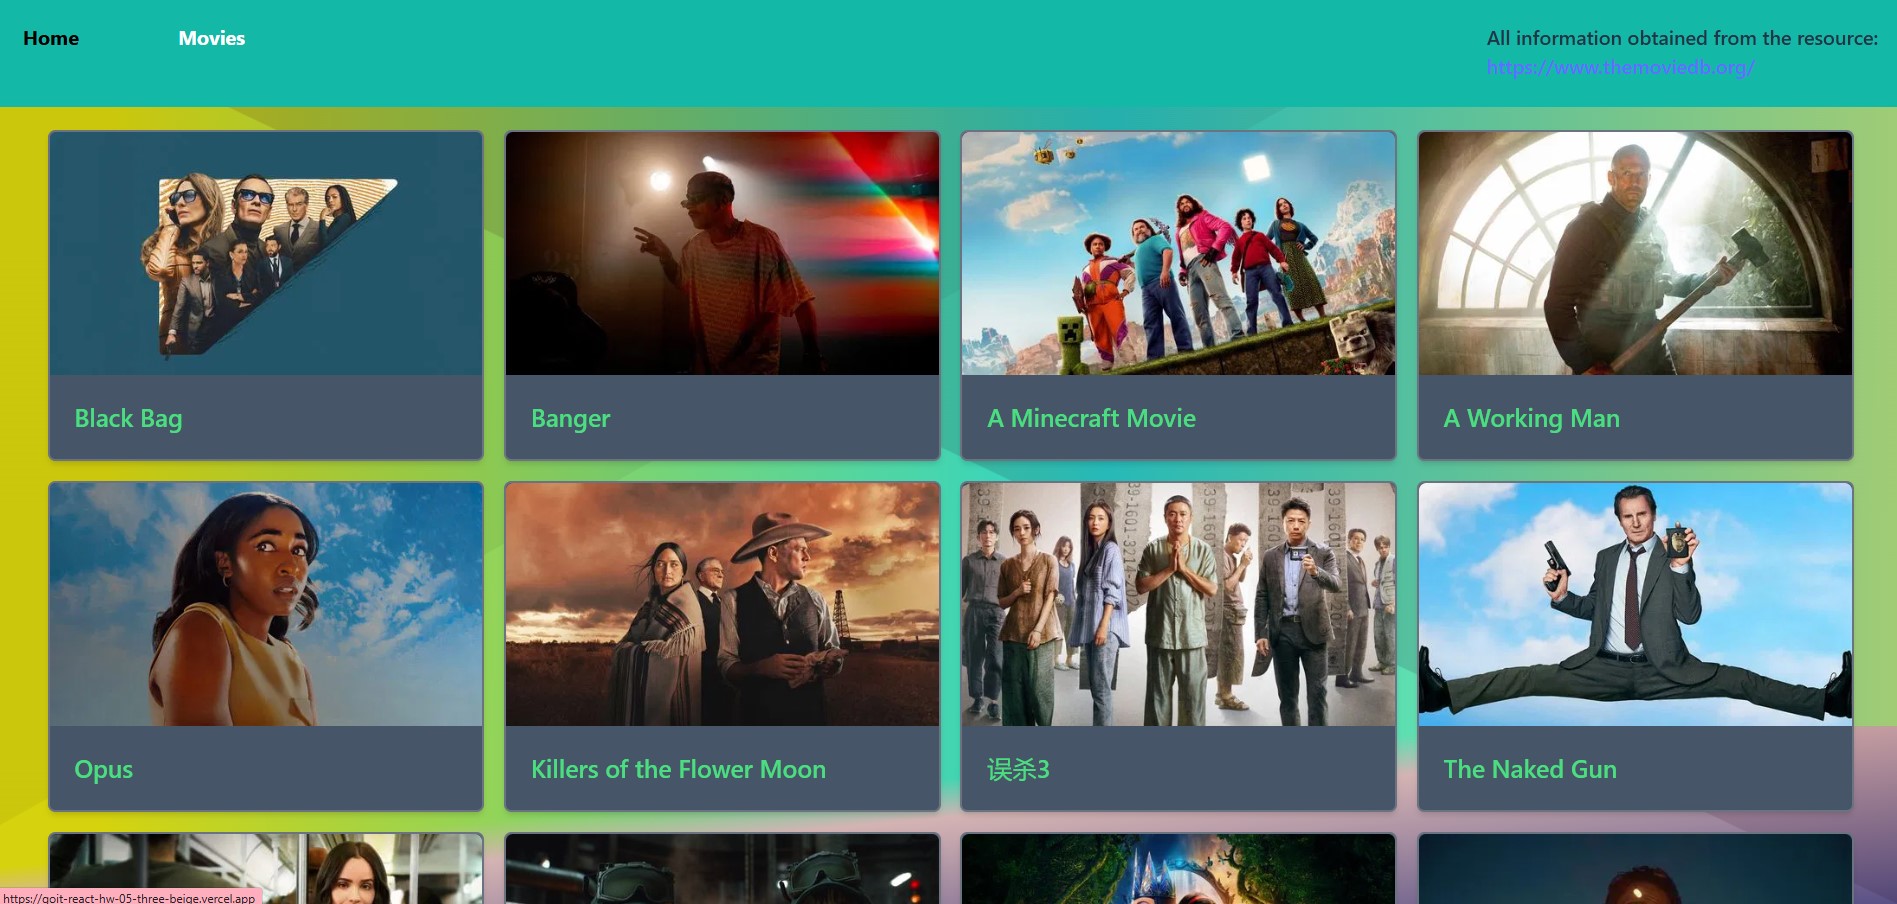 Home
Movies
All information obtained from the resource:
https://www.themoviedb.org/
Black Bag
Banger
A Minecraft Movie
A Working Man
Opus
Killers of the Flower Moon
误杀3
The Naked Gun
https://goit-react-hw-05-three-beige.vercel.app